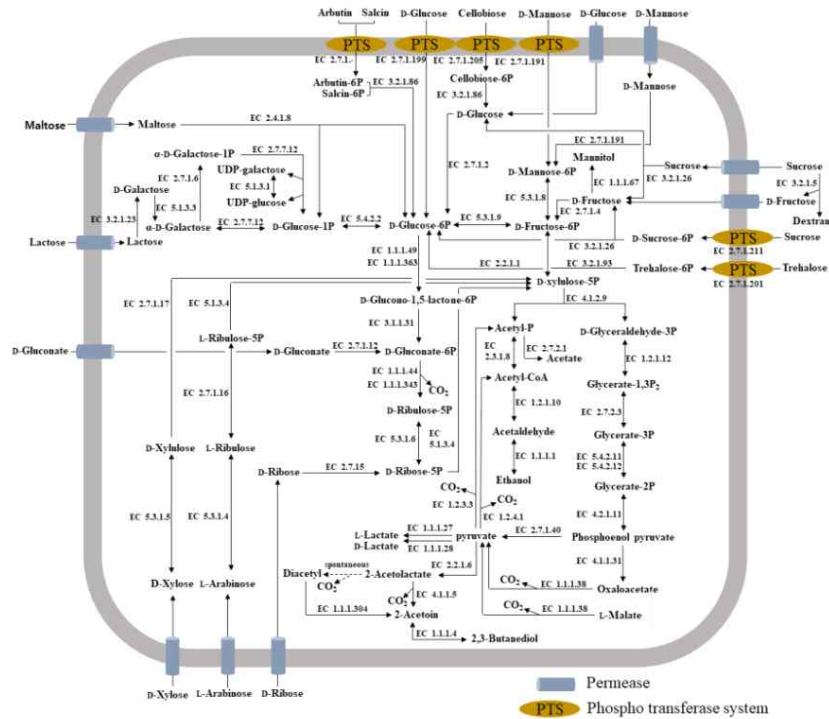 Arbutin Salcin D-Glucose Cellobiose D-Mannose D-Glucose D-Mannose
PTS PTS PTS PTS
EC 2.7.1.- EC 2.7.1.199 EC 2.7.1.205 EC 2.7.1.191
Arbutin-6P
Salcin-6P
EC 3.2.1.86
Cellobiose-6P
EC 3.2.1.86
D-Glucose
D-Mannose
Maltose
Maltose
EC 2.4.1.8
EC 2.7.1.191
α-D-Galactose-1P
EC 2.7.7.12
EC 2.7.1.2
Mannitol
Sucrose
Sucrose
UDP-galactose
D-Mannose-6P
EC 3.2.1.26
EC 3.2.1.5
D-Galactose
EC 2.7.1.6
EC 5.1.3.1
EC 5.3.1.8
EC 1.1.1.67
UDP-glucose
D-Fructose
D-Fructose
EC 5.1.3.3
EC 2.7.1.4
EC 3.2.1.23
Dextran
α-D-Galactose
EC 2.7.7.12
D-Glucose-1P
EC 5.4.2.2
D-Glucose-6P
EC 5.3.1.9
D-Fructose-6P
Lactose
Lactose
D-Sucrose-6P
PTS
Sucrose
EC 3.2.1.26
EC 2.7.1.211
EC 1.1.1.49
EC 1.1.1.363
EC 2.2.1.1
EC 3.2.1.93
Trehalose-6P
PTS
Trehalose
EC 2.7.1.201
D-xylulose-5P
EC 2.7.1.17
EC 5.1.3.4
D-Glucono-1,5-lactone-6P
EC 4.1.2.9
EC 3.1.1.31
Acetyl-P
D-Glyceraldehyde-3P
L-Ribulose-5P
D-Gluconate
D-Gluconate
EC 2.7.1.12
D-Gluconate-6P
EC
2.3.1.8
EC 2.7.2.1
Acetate
EC 1.2.1.12
EC 1.1.1.44
EC 1.1.1.343
CO2
Acetyl-CoA
Glycerate-1,3P2
EC 2.7.1.16
EC 1.2.1.10
EC 2.7.2.3
D-Ribulose-5P
Acetaldehyde
Glycerate-3P
D-Xylulose
L-Ribulose
EC 5.3.1.6
EC
5.1.3.4
EC 1.1.1.1
EC 5.4.2.11
EC 5.4.2.12
D-Ribose
EC 2.7.15
D-Ribose-5P
Ethanol
Glycerate-2P
CO2
EC 1.2.3.3
CO2
EC 1.2.4.1
EC 4.2.1.11
EC 5.3.1.5
EC 5.3.1.4
L-Lactate
EC 1.1.1.27
pyruvate
EC 2.7.1.40
Phosphoenol pyruvate
D-Lactate
EC 1.1.1.28
EC 4.1.1.31
EC 2.2.1.6
Diacetyl
spontaneous
2-Acetolactate
CO2
EC 1.1.1.38
Oxaloacetate
D-Xylose
L-Arabinose
CO2
CO2
EC 4.1.1.5
CO2
EC 1.1.1.38
L-Malate
EC 1.1.1.304
2-Acetoin
EC 1.1.1.4
2,3-Butanediol
D-Xylose
L-Arabinose
D-Ribose
Permease
PTS
Phospho transferase system